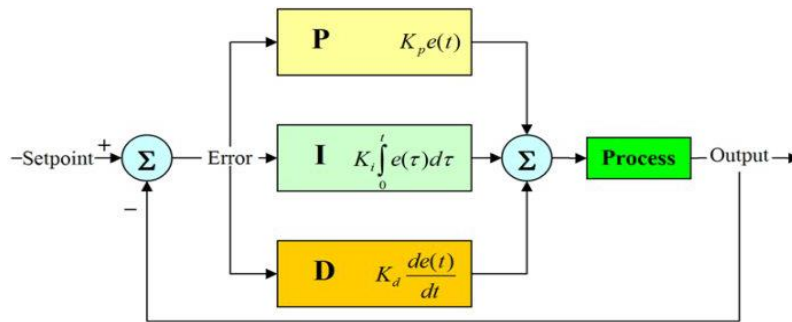 P K_p e(t)
–Setpoint + Σ Error I K_i ∫_0^t e(τ)dτ Σ Process Output
−
D K_d de(t)/dt